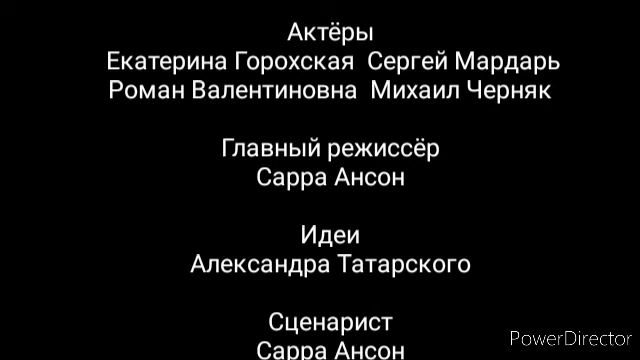 Актёры
Екатерина Горохская Сергей Мардарь
Роман Валентиновна Михаил Черняк
Главный режиссёр
Сарра Ансон
Идеи
Александра Татарского
Сценарист
Сарра Ансон
PowerDirector